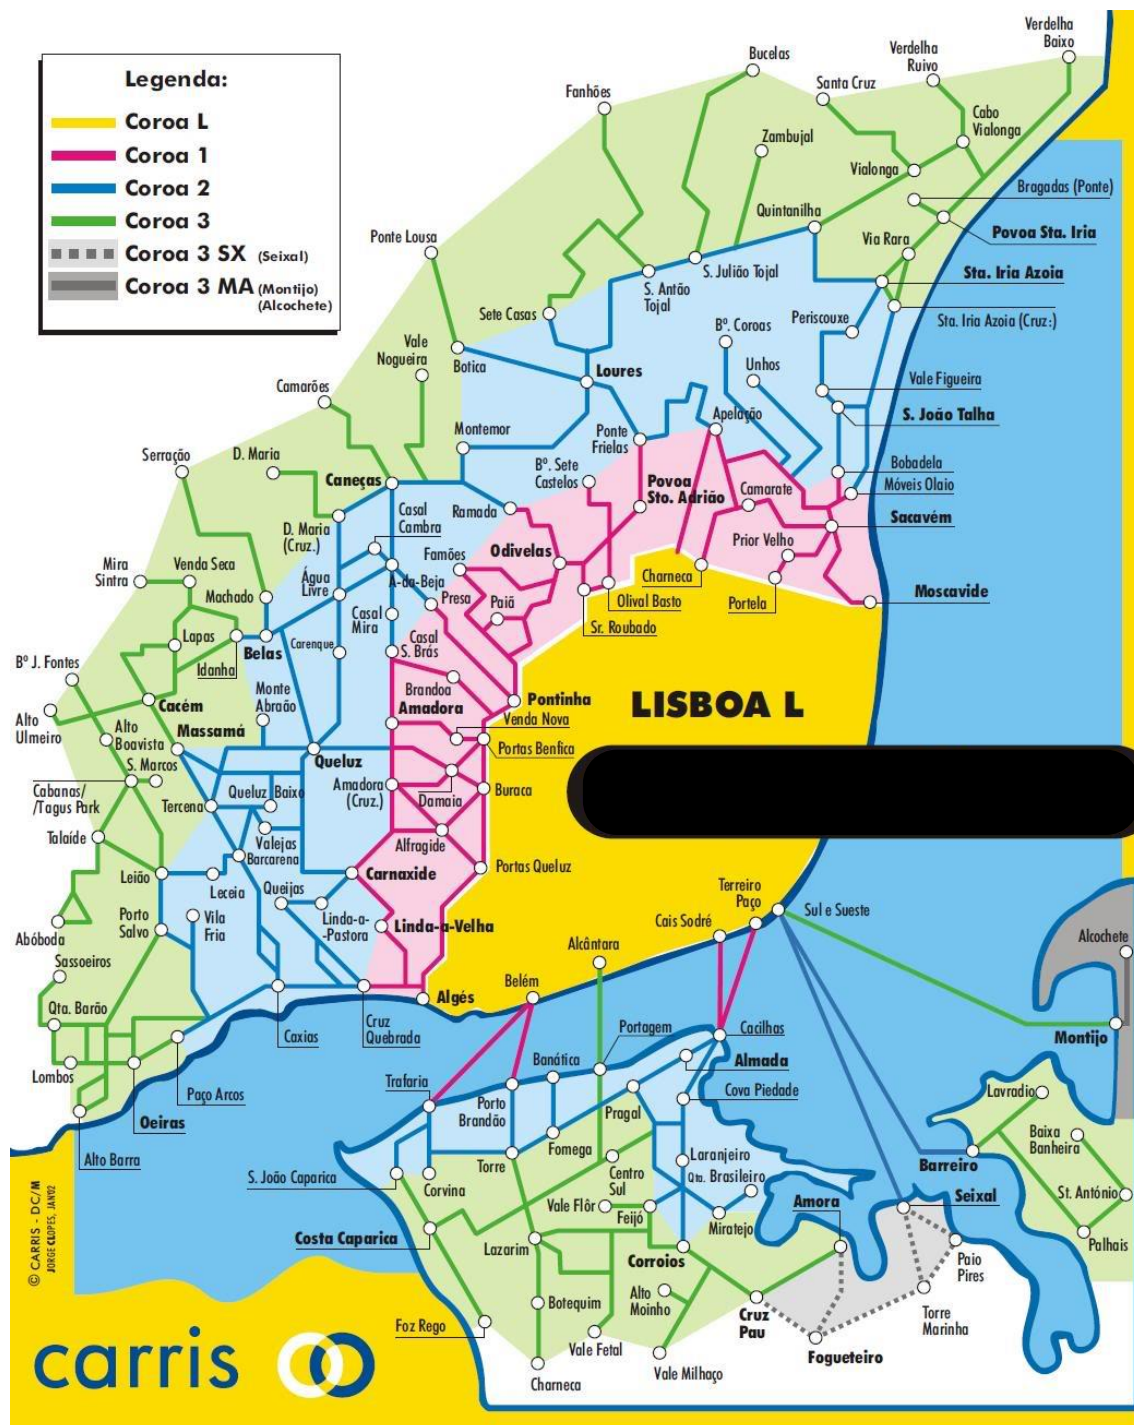 Legenda:
Coroa L
Coroa 1
Coroa 2
Coroa 3
Coroa 3 SX (Seixal)
Coroa 3 MA (Montijo)
(Alcochete)
Verdelha
Baixo
Bucelas
Verdelha
Ruivo
Santa Cruz
Fanhões
Cabo
Vialonga
Zambujal
Vialonga
Bragadas (Ponte)
Quintanilha
Povoa Sta. Iria
Ponte Lousa
Via Rara
Sta. Iria Azoia
S. Julião Tojal
S. Antão
Tojal
Sete Casas
Periscouxe
Sta. Iria Azoia (Cruz:)
Bº. Coroas
Vale
Nogueira
Botica
Loures
Unhos
Vale Figueira
Camarões
Apelação
S. João Talha
Montemor
Ponte
Frielas
Serração
D. Maria
Caneças
Bº. Sete
Castelos
Povoa
Sto. Adrião
Bobadela
Móveis Olaio
Camarate
Ramada
Casal
Cambra
Sacavém
D. Maria
(Cruz.)
Famões
Odivelas
Prior Velho
Mira
Sintra
Venda Seca
Água
Livre
A-da-Beja
Charneca
Presa
Paiã
Machado
Olival Basto
Portela
Moscavide
Casal
Mira
Sr. Roubado
Lapas
Carenque
Casal
S. Brás
Bº J. Fontes
Idanha
Belas
Brandoa
Cacém
Monte
Abraão
Amadora
Pontinha
LISBOA L
Alto
Ulmeiro
Alto
Boavista
Massamá
Venda Nova
Queluz
Portas Benfica
S. Marcos
Cabanas/
/Tagus Park
Tercena
Queluz Baixo
Amadora
(Cruz.)
Damaia
Buraca
Talaíde
Valejas
Barcarena
Alfragide
Portas Queluz
Leião
Leceia
Queijas
Carnaxide
Terreiro
Paço
Porto
Salvo
Vila
Fria
Linda-a-
-Pastora
Linda-a-Velha
Cais Sodré
Sul e Sueste
Abóboda
Alcântara
Alcochete
Sassoeiros
Belém
Qta. Barão
Algés
Caxias
Cruz
Quebrada
Portagem
Cacilhas
Montijo
Lombos
Paço Arcos
Banática
Almada
Trafaria
Cova Piedade
Lavradio
Oeiras
Porto
Brandão
Pragal
Alto Barra
Fomega
Baixa
Banheira
S. João Caparica
Corvina
Torre
Centro
Sul
Laranjeiro
Qta. Brasileiro
Barreiro
St. António
Seixal
Amora
Vale Flôr
Feijó
Miratejo
Costa Caparica
Lazarim
Palhais
Corroios
Paio
Pires
Botequim
Alto
Moinho
Foz Rego
Cruz
Pau
Torre
Marinha
Vale Fetal
Fogueteiro
Charneca
Vale Milhaço
© CARRIS - DC/M
JORGE CLOPES, JAN'02
carris